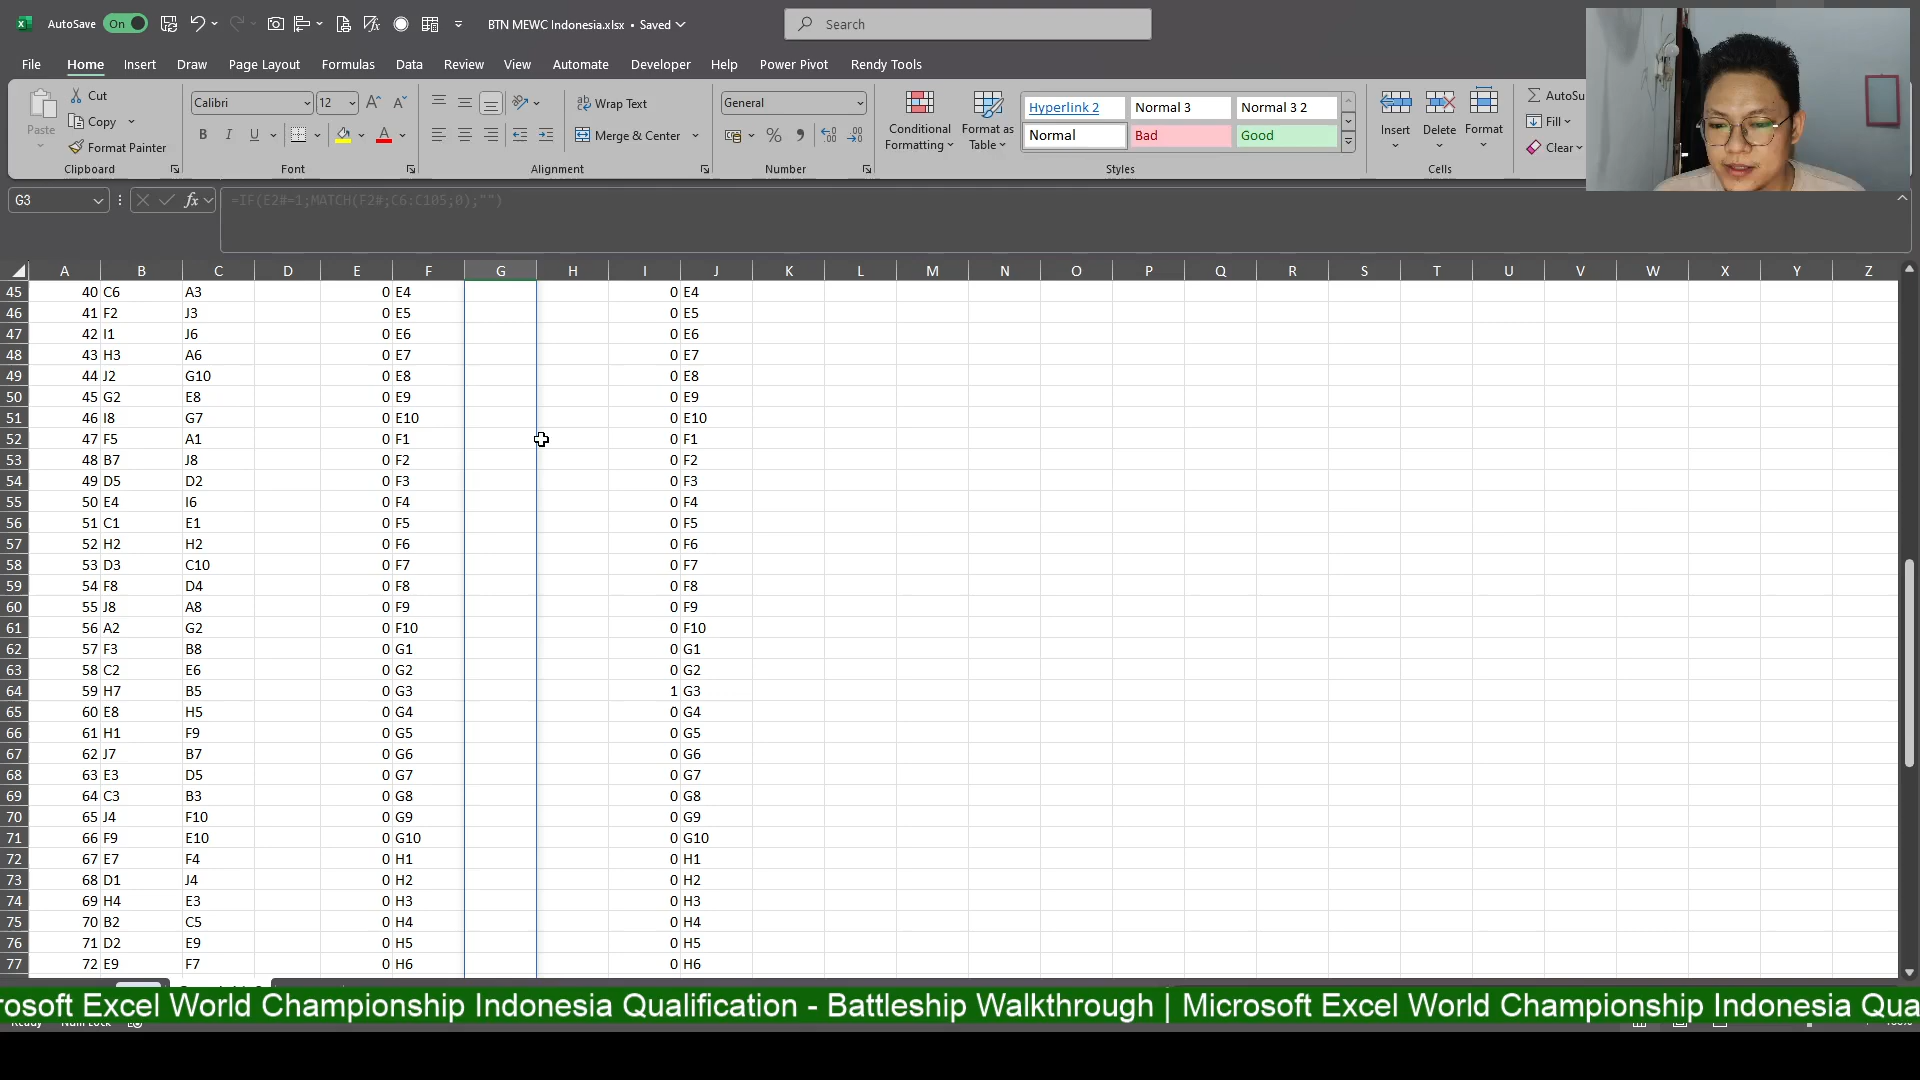 AutoSave On BTN MEWC Indonesia.xlsx • Saved Search
File Home Insert Draw Page Layout Formulas Data Review View Automate Developer Help Power Pivot Rendy Tools
Paste Cut Copy Format Painter Clipboard
Calibri 12 B I U Font
Wrap Text Merge & Center Alignment
General % Number
Conditional Formatting Format as Table
Hyperlink 2 Normal 3 Normal 3 2
Normal Bad Good
Styles
Insert Delete Format Cells
AutoSu
Fill
Clear
G3 fx =IF(E2#=1;MATCH(F2#;C6:C105;0);"")
A B C D E F G H I J K L M N O P Q R S T U V W X Y Z
45 40 C6 A3 0 E4 0 E4
46 41 F2 J3 0 E5 0 E5
47 42 I1 J6 0 E6 0 E6
48 43 H3 A6 0 E7 0 E7
49 44 J2 G10 0 E8 0 E8
50 45 G2 E8 0 E9 0 E9
51 46 I8 G7 0 E10 0 E10
52 47 F5 A1 0 F1 0 F1
53 48 B7 J8 0 F2 0 F2
54 49 D5 D2 0 F3 0 F3
55 50 E4 I6 0 F4 0 F4
56 51 C1 E1 0 F5 0 F5
57 52 H2 H2 0 F6 0 F6
58 53 D3 C10 0 F7 0 F7
59 54 F8 D4 0 F8 0 F8
60 55 J8 A8 0 F9 0 F9
61 56 A2 G2 0 F10 0 F10
62 57 F3 B8 0 G1 0 G1
63 58 C2 E6 0 G2 0 G2
64 59 H7 B5 0 G3 1 G3
65 60 E8 H5 0 G4 0 G4
66 61 H1 F9 0 G5 0 G5
67 62 J7 B7 0 G6 0 G6
68 63 E3 D5 0 G7 0 G7
69 64 C3 B3 0 G8 0 G8
70 65 J4 F10 0 G9 0 G9
71 66 F9 E10 0 G10 0 G10
72 67 E7 F4 0 H1 0 H1
73 68 D1 J4 0 H2 0 H2
74 69 H4 E3 0 H3 0 H3
75 70 B2 C5 0 H4 0 H4
76 71 D2 E9 0 H5 0 H5
77 72 E9 F7 0 H6 0 H6
rosoft Excel World Championship Indonesia Qualification - Battleship Walkthrough | Microsoft Excel World Championship Indonesia Qua